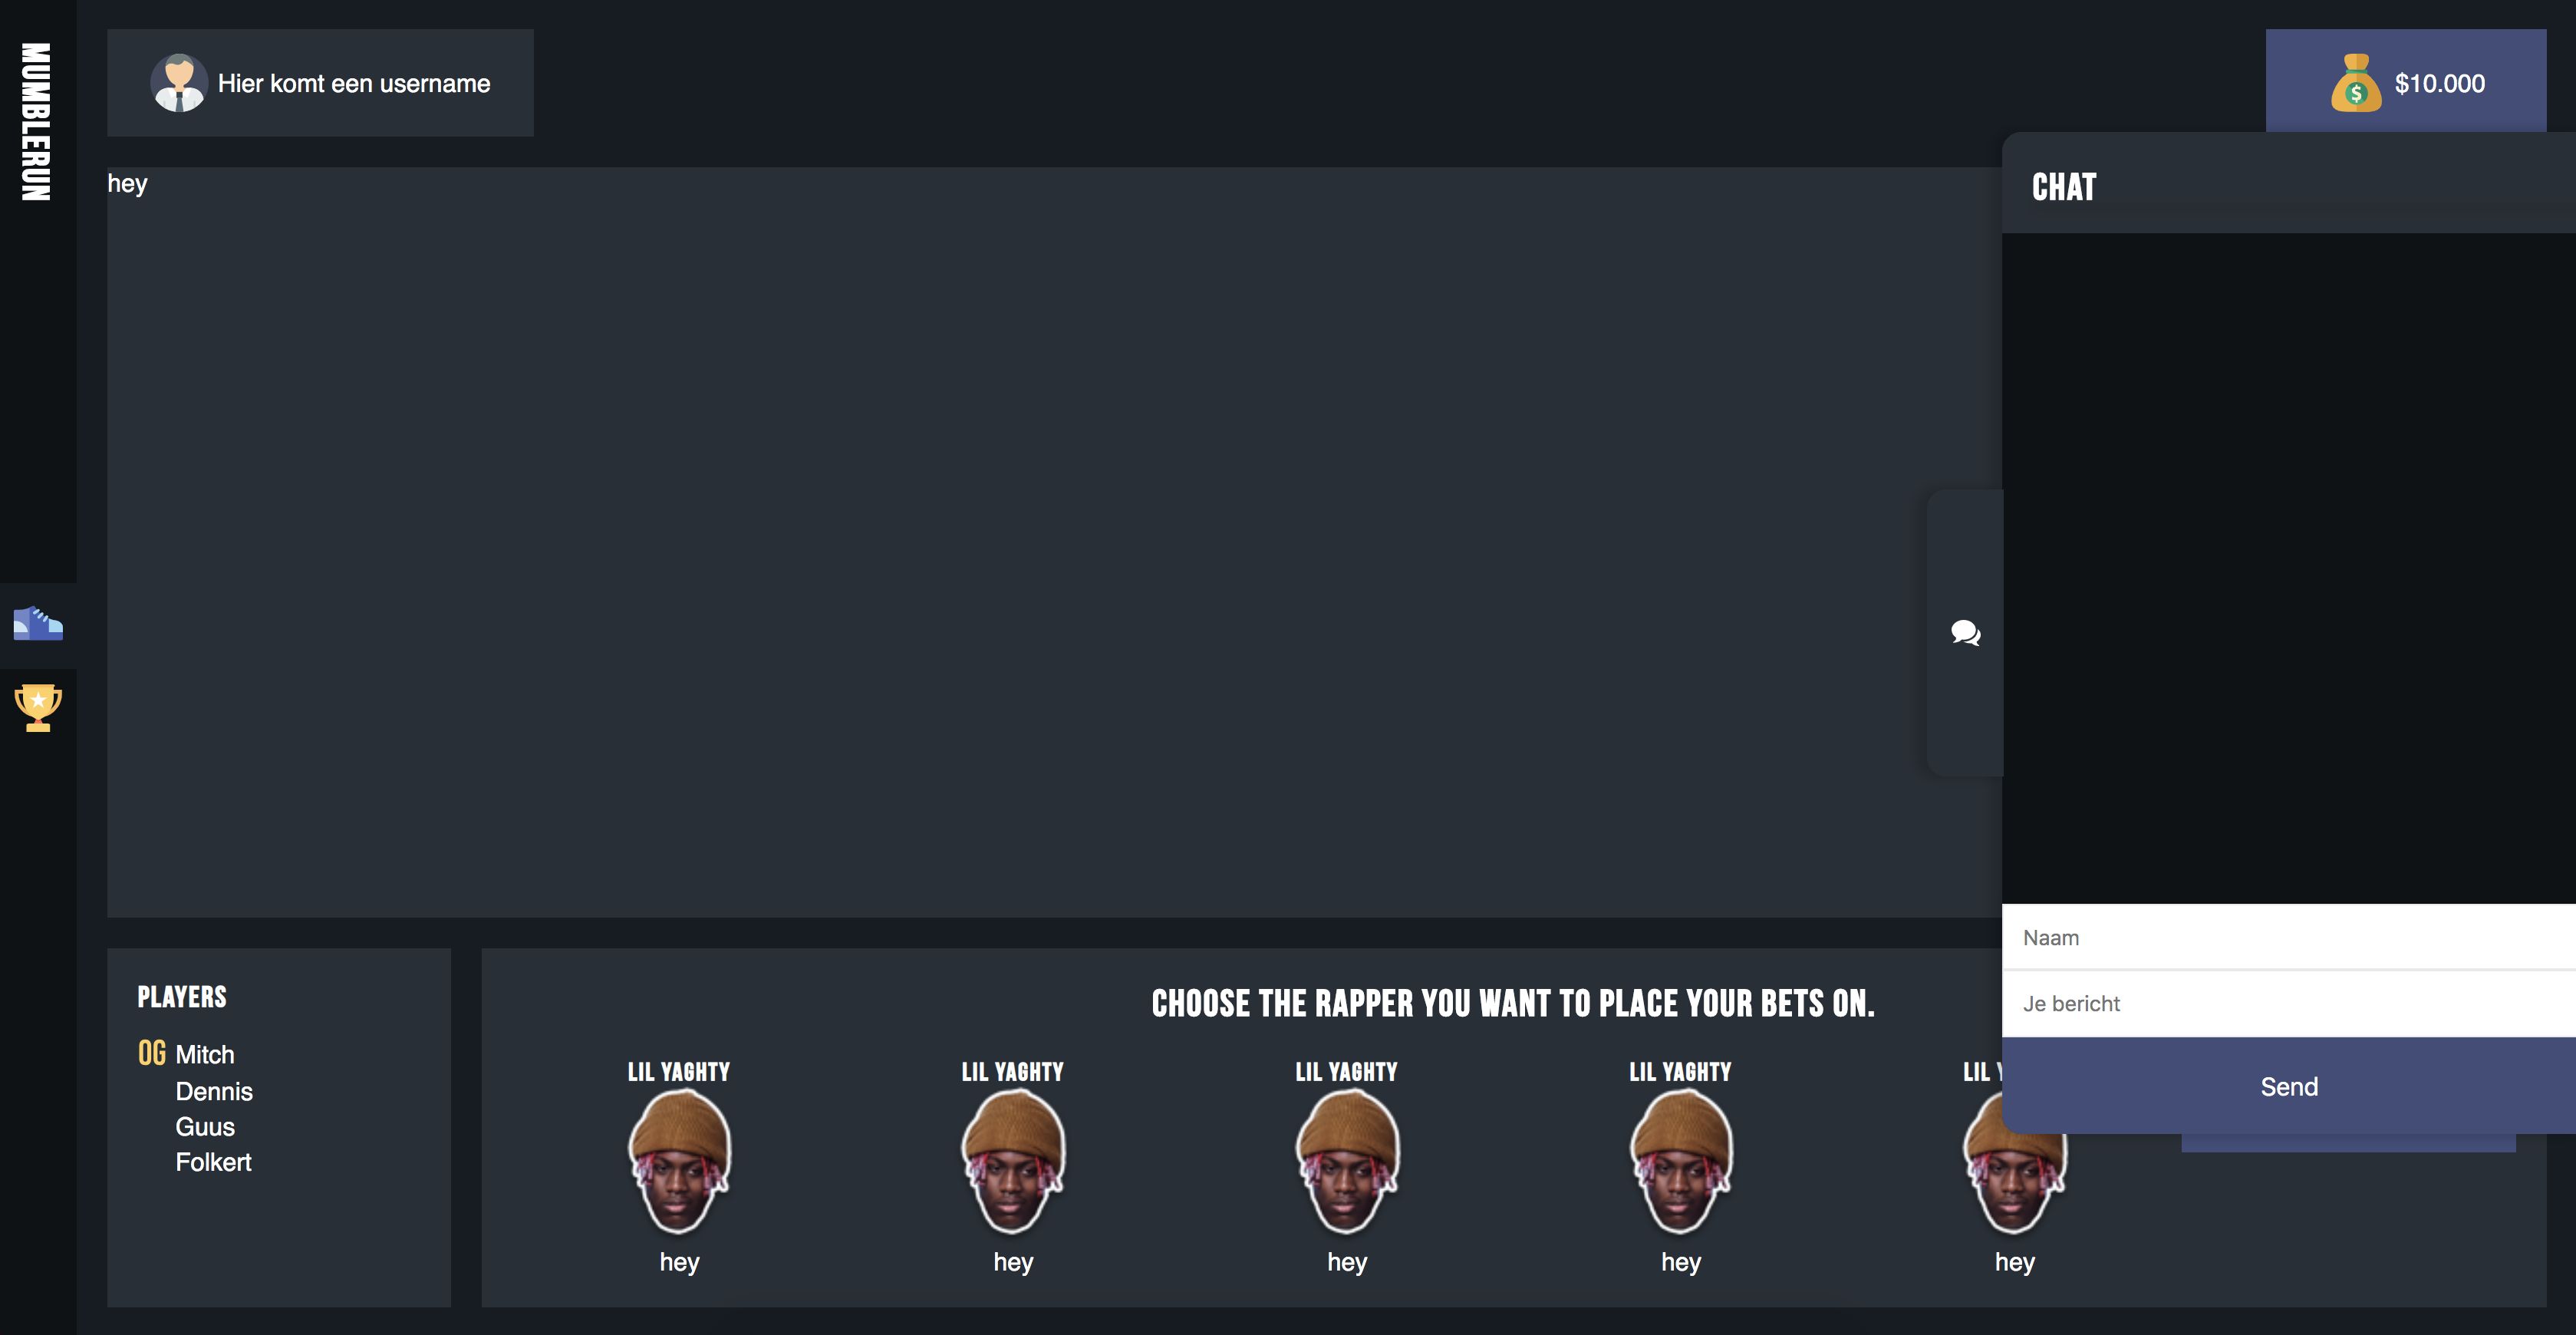 MUMBLERUN
Hier komt een username
$10.000
hey
CHAT
Naam
Je bericht
Send
PLAYERS
OG Mitch
Dennis
Guus
Folkert
CHOOSE THE RAPPER YOU WANT TO PLACE YOUR BETS ON.
LIL YAGHTY LIL YAGHTY LIL YAGHTY LIL YAGHTY LIL
hey hey hey hey hey